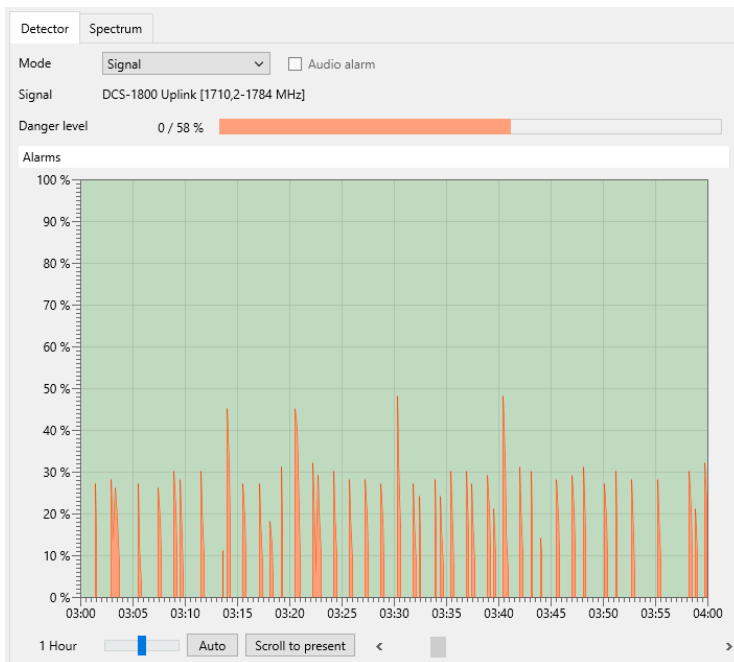 Detector Spectrum
Mode Signal Audio alarm
Signal DCS-1800 Uplink [1710,2-1784 MHz]
Danger level 0 / 58 %
Alarms
100 %
90 %
80 %
70 %
60 %
50 %
40 %
30 %
20 %
10 %
0 %
03:00 03:05 03:10 03:15 03:20 03:25 03:30 03:35 03:40 03:45 03:50 03:55 04:00
1 Hour Auto Scroll to present < >